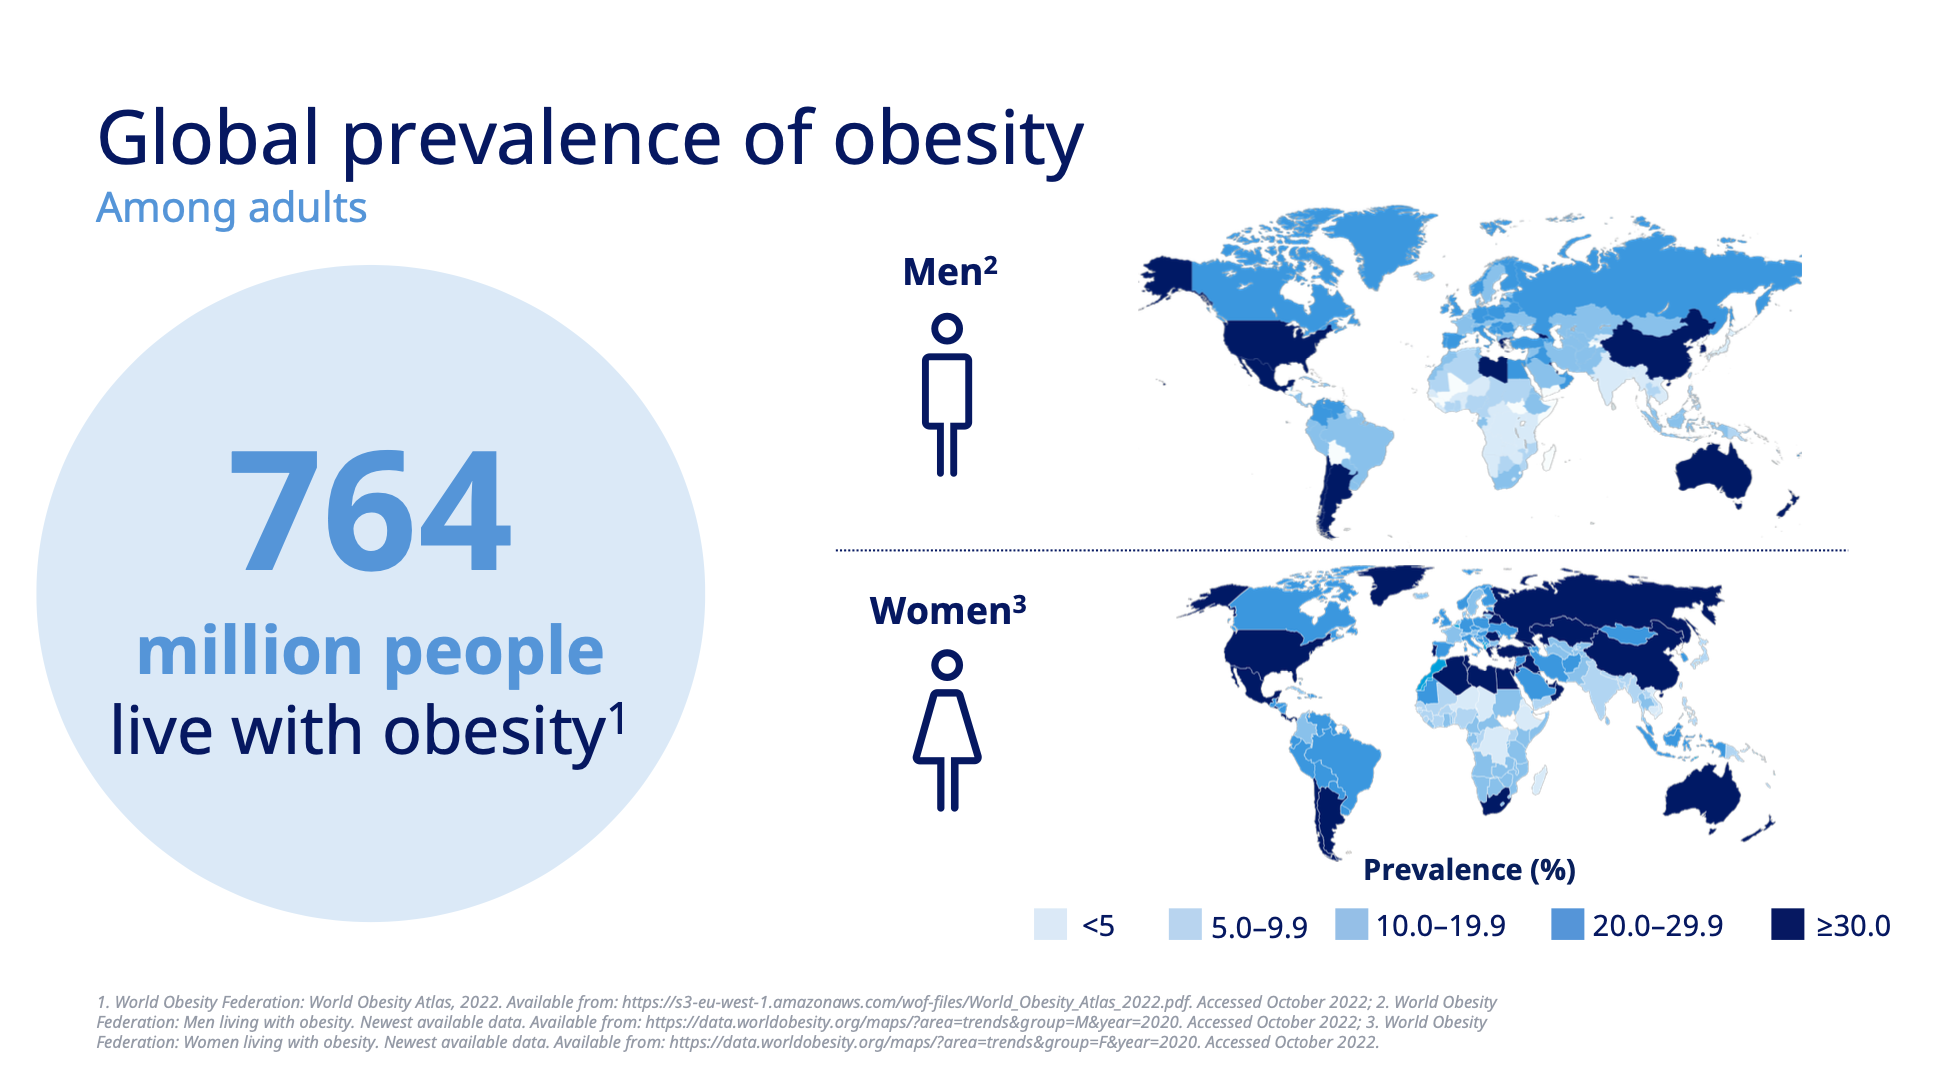 Global prevalence of obesity
Among adults
764
million people
live with obesity¹
Men²
Women³
Prevalence (%)
<5
5.0–9.9
10.0–19.9
20.0–29.9
≥30.0
1. World Obesity Federation: World Obesity Atlas, 2022. Available from: https://s3-eu-west-1.amazonaws.com/wof-files/World_Obesity_Atlas_2022.pdf. Accessed October 2022; 2. World Obesity
Federation: Men living with obesity. Newest available data. Available from: https://data.worldobesity.org/maps/?area=trends&group=M&year=2020. Accessed October 2022; 3. World Obesity
Federation: Women living with obesity. Newest available data. Available from: https://data.worldobesity.org/maps/?area=trends&group=F&year=2020. Accessed October 2022.